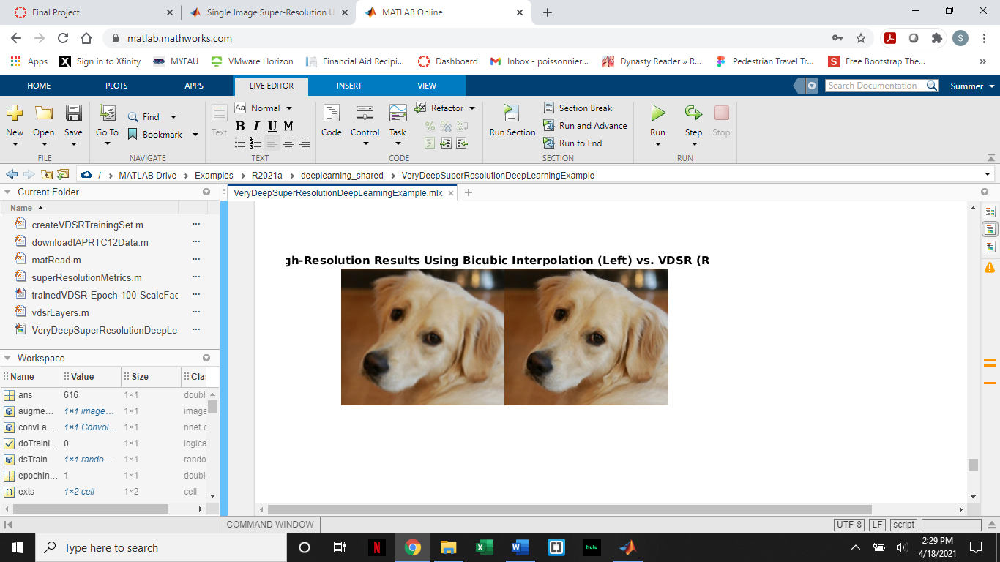 Final Project
Single Image Super-Resolution U
MATLAB Online
matlab.mathworks.com
S
Apps
Sign in to Xfinity
MYFAU
VMware Horizon
Financial Aid Recipi...
Dashboard
Inbox - poissonnier...
Dynasty Reader » R...
Pedestrian Travel Tr...
Free Bootstrap The...
HOME
PLOTS
APPS
LIVE EDITOR
INSERT
VIEW
Search Documentation
Summer
New
Open
Save
FILE
Go To
Find
Bookmark
NAVIGATE
Text
Aa Normal
B I U M
TEXT
Code
Control
Task
Refactor
CODE
Run Section
Section Break
Run and Advance
Run to End
SECTION
Run
Step
Stop
RUN
/ › MATLAB Drive › Examples › R2021a › deeplearning_shared › VeryDeepSuperResolutionDeepLearningExample
Current Folder
Name
createVDSRTrainingSet.m
downloadIAPRTC12Data.m
matRead.m
superResolutionMetrics.m
trainedVDSR-Epoch-100-ScaleFac
vdsrLayers.m
VeryDeepSuperResolutionDeepLe
Workspace
Name Value Size Cla
ans 616 1×1 double
augme... 1×1 image... 1×1 image
convLa... 1×1 Convol... 1×1 nnet.c
doTraini... 0 1×1 logica
dsTrain 1×1 rando... 1×1 rando
epochIn... 1 1×1 double
exts 1×2 cell 1×2 cell
VeryDeepSuperResolutionDeepLearningExample.mlx
gh-Resolution Results Using Bicubic Interpolation (Left) vs. VDSR (R
COMMAND WINDOW
UTF-8
LF
script
Type here to search
N
hulu
2:29 PM
4/18/2021